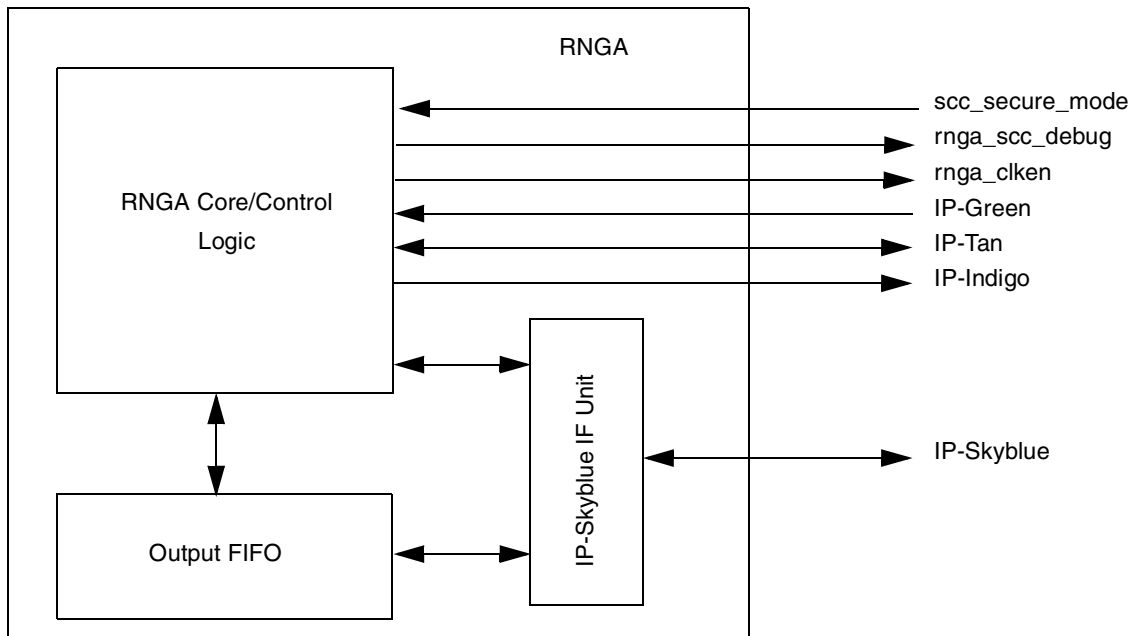 RNGA
scc_secure_mode
rnga_scc_debug
rnga_clken
IP-Green
IP-Tan
IP-Indigo
RNGA Core/Control
Logic
IP-Skyblue IF Unit
IP-Skyblue
Output FIFO